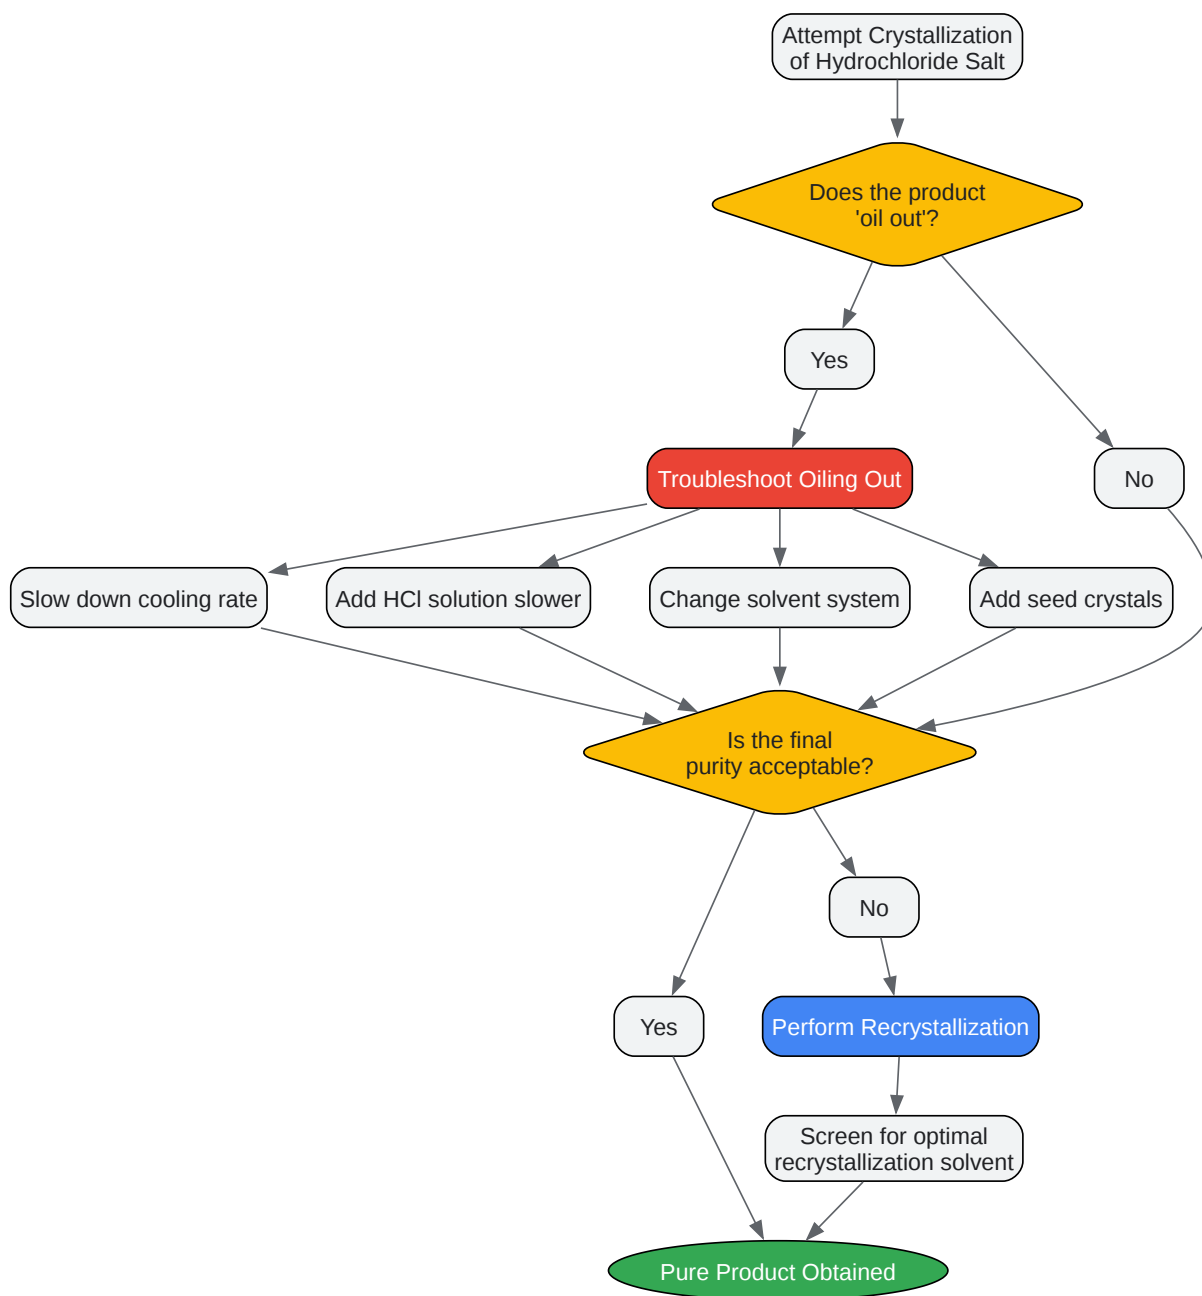 Attempt Crystallization
of Hydrochloride Salt
Does the product
'oil out'?
Yes
Troubleshoot Oiling Out
No
Slow down cooling rate
Add HCl solution slower
Change solvent system
Add seed crystals
Is the final
purity acceptable?
No
Yes
Perform Recrystallization
Screen for optimal
recrystallization solvent
Pure Product Obtained